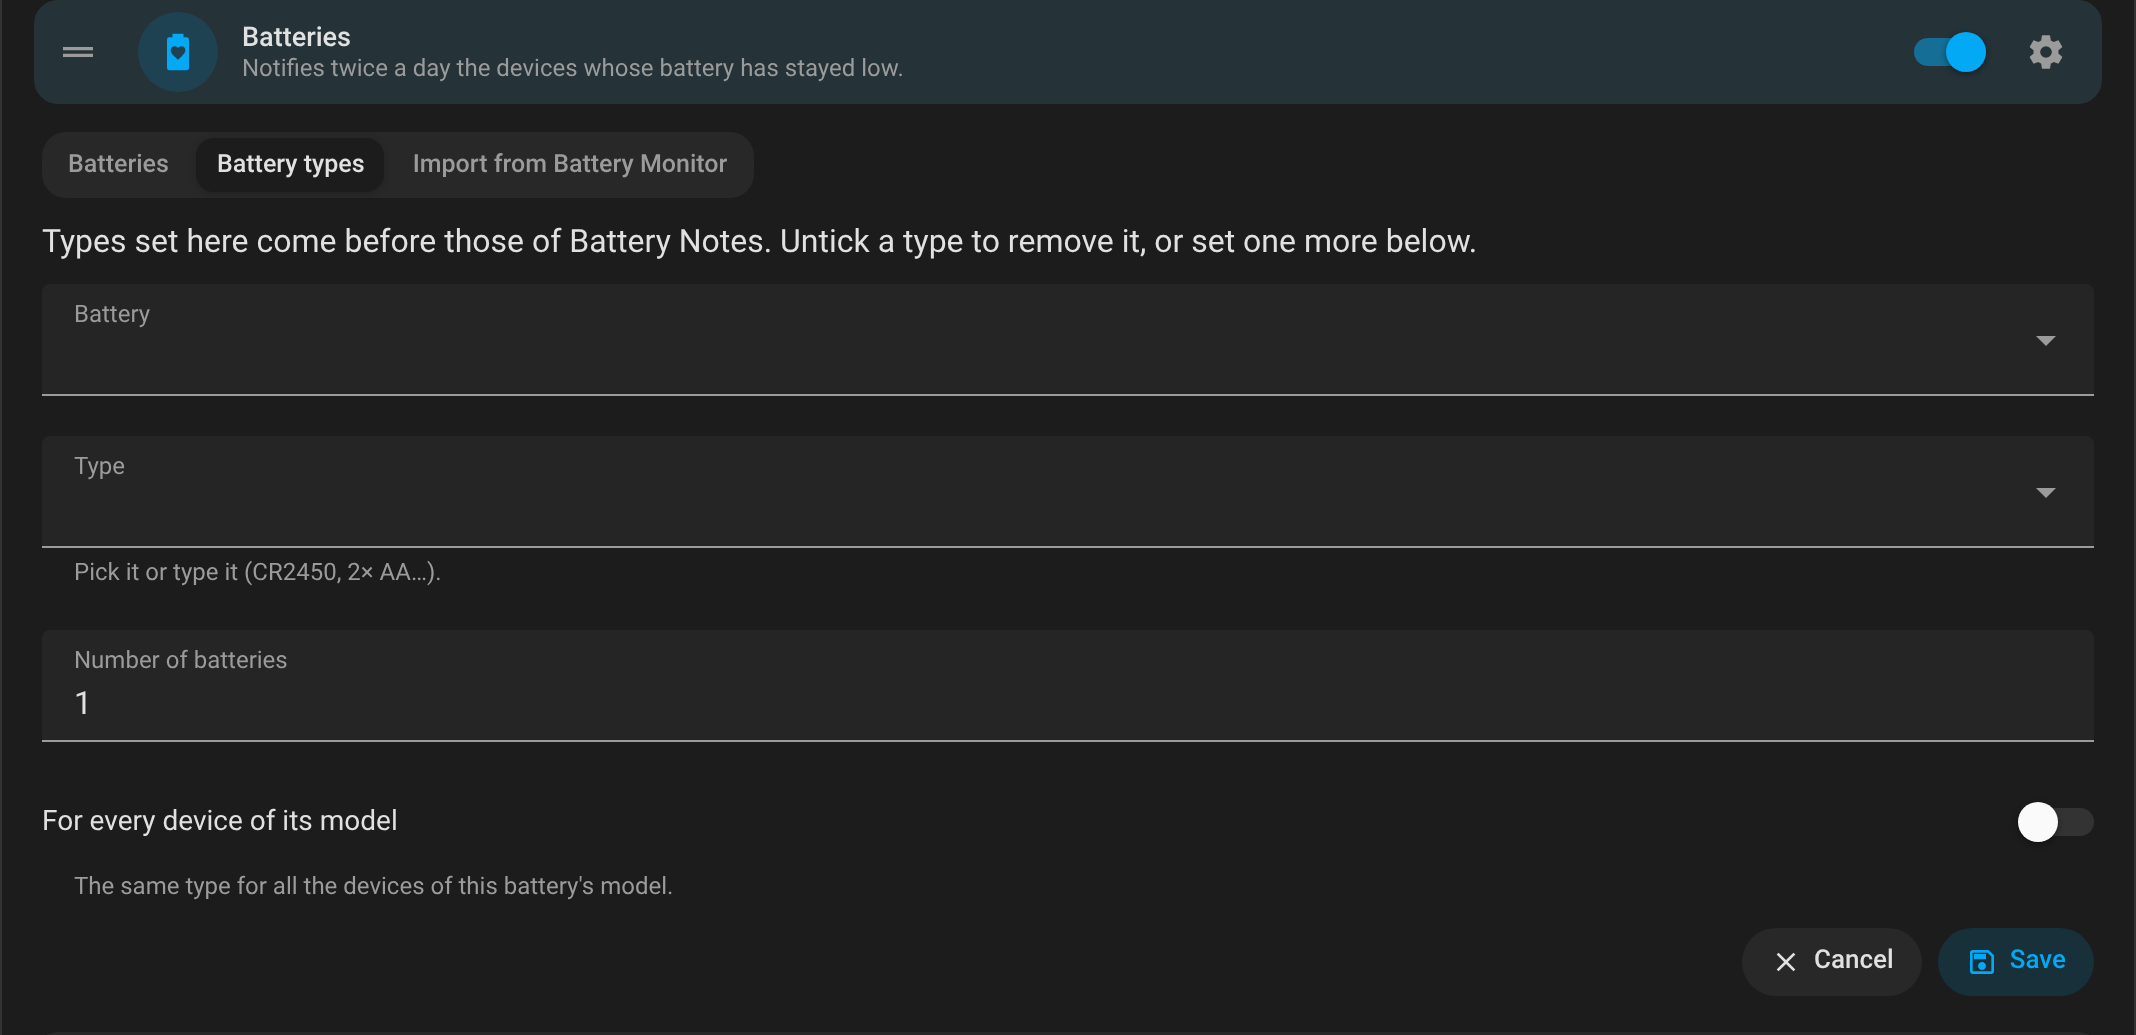 Batteries
Notifies twice a day the devices whose battery has stayed low.
Batteries
Battery types
Import from Battery Monitor
Types set here come before those of Battery Notes. Untick a type to remove it, or set one more below.
Battery
Type
Pick it or type it (CR2450, 2× AA…).
Number of batteries
1
For every device of its model
The same type for all the devices of this battery's model.
Cancel
Save